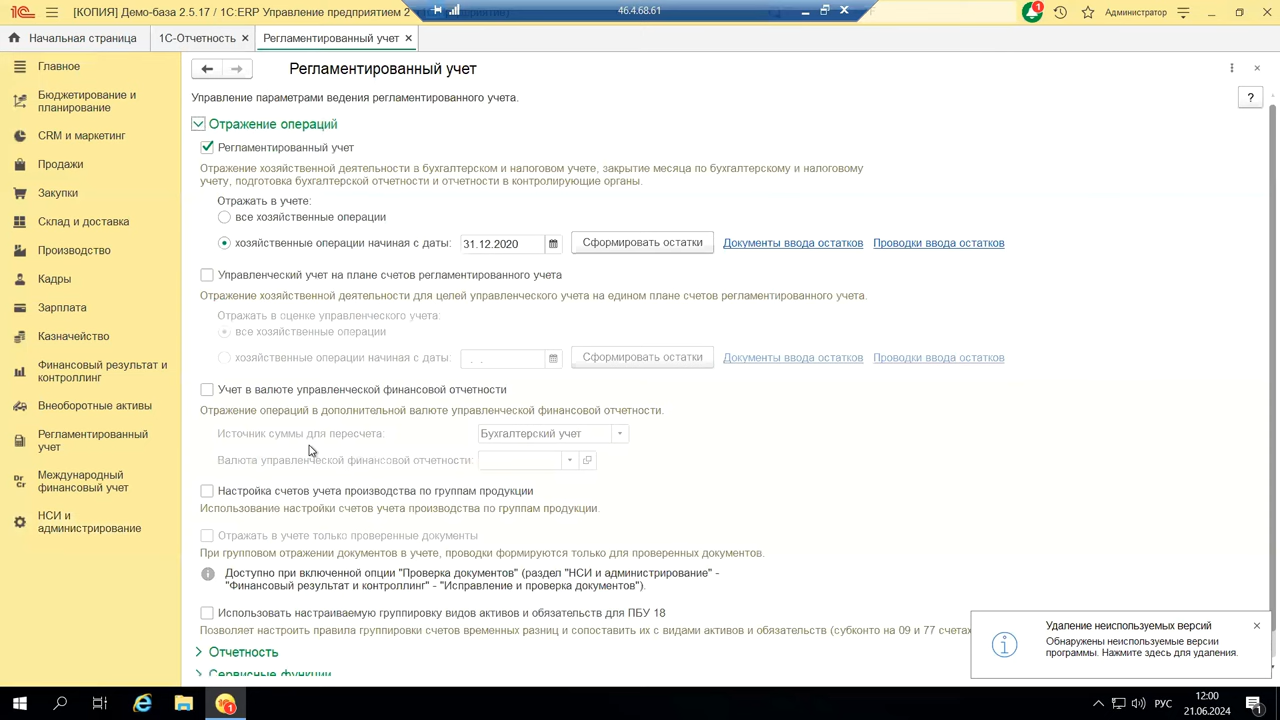 [КОПИЯ] Демо-база 2.5.17 / 1С:ERP Управление предприятием 2
46.4.68.61
1
Администратор
Начальная страница
1С-Отчетность
Регламентированный учет
Главное
Бюджетирование и
планирование
CRM и маркетинг
Продажи
Закупки
Склад и доставка
Производство
Кадры
Зарплата
Казначейство
Финансовый результат и
контроллинг
Внеоборотные активы
Регламентированный
учет
Международный
финансовый учет
НСИ и
администрирование
Регламентированный учет
Управление параметрами ведения регламентированного учета.
?
Отражение операций
Регламентированный учет
Отражение хозяйственной деятельности в бухгалтерском и налоговом учете, закрытие месяца по бухгалтерскому и налоговому
учету, подготовка бухгалтерской отчетности и отчетности в контролирующие органы.
Отражать в учете:
все хозяйственные операции
хозяйственные операции начиная с даты: 31.12.2020 Сформировать остатки Документы ввода остатков Проводки ввода остатков
Управленческий учет на плане счетов регламентированного учета
Отражение хозяйственной деятельности для целей управленческого учета на едином плане счетов регламентированного учета.
Отражать в оценке управленческого учета:
все хозяйственные операции
хозяйственные операции начиная с даты: . . Сформировать остатки Документы ввода остатков Проводки ввода остатков
Учет в валюте управленческой финансовой отчетности
Отражение операций в дополнительной валюте управленческой финансовой отчетности.
Источник суммы для пересчета: Бухгалтерский учет
Валюта управленческой финансовой отчетности:
Настройка счетов учета производства по группам продукции
Использование настройки счетов учета производства по группам продукции.
Отражать в учете только проверенные документы
При групповом отражении документов в учете, проводки формируются только для проверенных документов.
Доступно при включенной опции "Проверка документов" (раздел "НСИ и администрирование" -
"Финансовый результат и контроллинг" - "Исправление и проверка документов").
Использовать настраиваемую группировку видов активов и обязательств для ПБУ 18
Позволяет настроить правила группировки счетов временных разниц и сопоставить их с видами активов и обязательств (субконто на 09 и 77 счетах
Отчетность
Сервисные функции
Удаление неиспользуемых версий
Обнаружены неиспользуемые версии
программы. Нажмите здесь для удаления.
РУС
12:00
21.06.2024